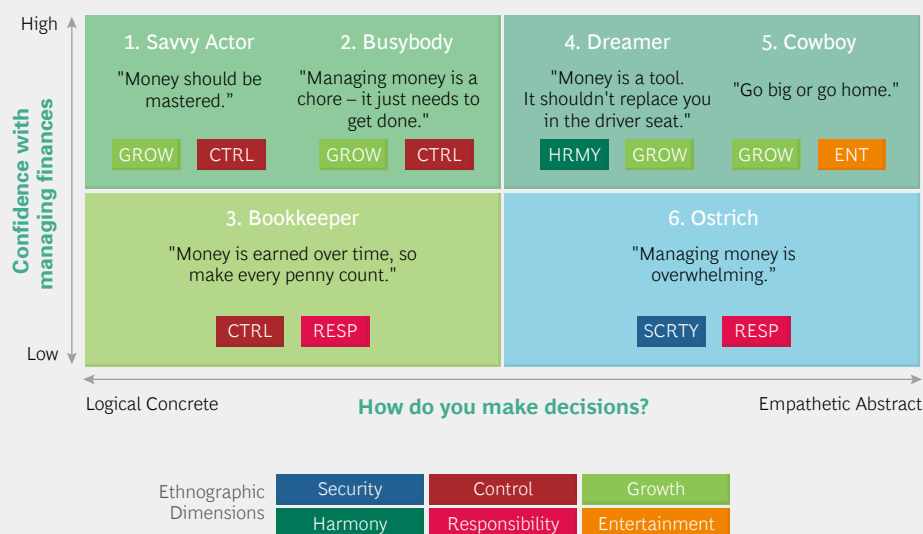 High
Confidence with
managing finances
Low
1. Savvy Actor
"Money should be
mastered.”
GROW CTRL
2. Busybody
"Managing money is a
chore – it just needs to
get done."
GROW CTRL
4. Dreamer
"Money is a tool.
It shouldn't replace you
in the driver seat."
HRMY GROW
5. Cowboy
"Go big or go home."
GROW ENT
3. Bookkeeper
"Money is earned over time, so
make every penny count."
CTRL RESP
6. Ostrich
"Managing money is
overwhelming.”
SCRTY RESP
Logical Concrete
How do you make decisions?
Empathetic Abstract
Ethnographic
Dimensions
Security Control Growth
Harmony Responsibility Entertainment